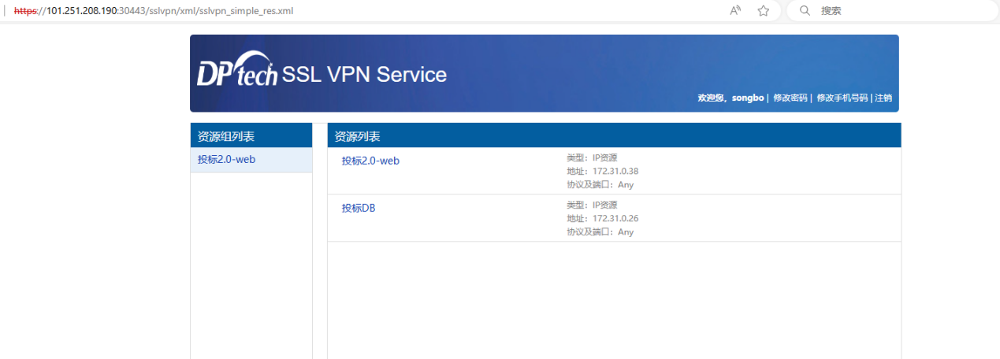 https://101.251.208.190:30443/sslvpn/xml/sslvpn_simple_res.xml
搜索
DPtech SSL VPN Service
欢迎您，songbo | 修改密码 | 修改手机号码 | 注销
资源组列表
投标2.0-web
资源列表
投标2.0-web
类型：IP资源
地址：172.31.0.38
协议及端口：Any
投标DB
类型：IP资源
地址：172.31.0.26
协议及端口：Any